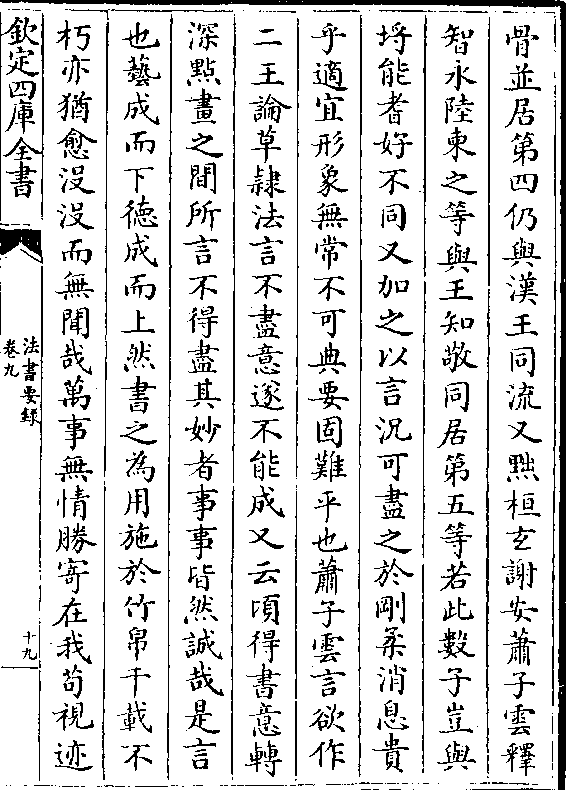 骨並居第四仍與漢王同流又黜桓玄謝安蕭子雲釋
智永陸柬之等與王知敬同居第五等若此數子豈與
埒能耆好不同又加之以言況可盡之於剛柔消息貴
乎適宜形象無常不可典要固難平也蕭子雲言欲作
二王論草隷法言不盡意遂不能成又云頃得書意轉
深點畫之間所言不得盡其妙者事事皆然誠哉是言
也藝成而下德成而上然書之為用施於竹帛千載不
朽亦猶愈沒沒而無聞哉萬事無情勝寄在我苟視迹
欽定四庫全書
法書要録
卷九
十九